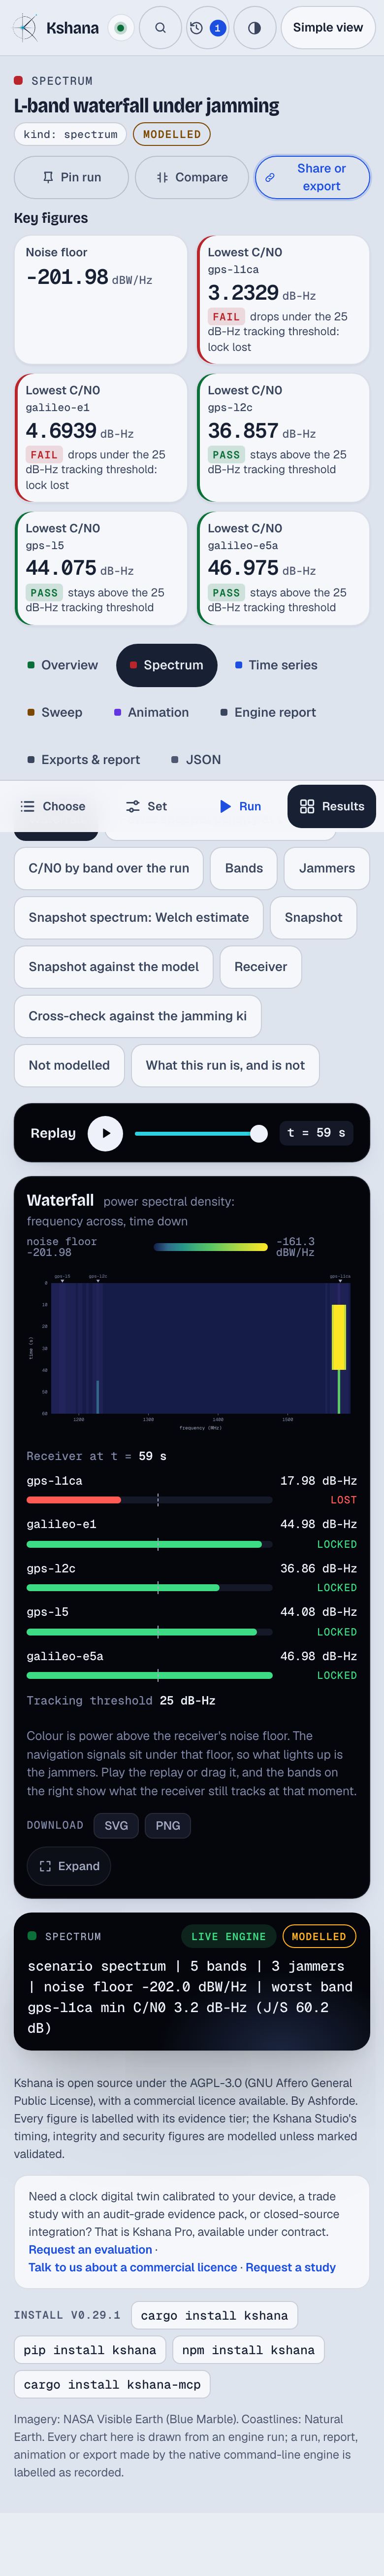 Kshana
1
Simple view
SPECTRUM
L-band waterfall under jamming
kind: spectrum
MODELLED
Pin run
Compare
Share or
export
Key figures
Noise floor
-201.98 dBW/Hz
Lowest C/N0
gps-l1ca
3.2329 dB-Hz
FAIL drops under the 25
dB-Hz tracking threshold:
lock lost
Lowest C/N0
galileo-e1
4.6939 dB-Hz
FAIL drops under the 25
dB-Hz tracking threshold:
lock lost
Lowest C/N0
gps-l2c
36.857 dB-Hz
PASS stays above the 25
dB-Hz tracking threshold
Lowest C/N0
gps-l5
44.075 dB-Hz
PASS stays above the 25
dB-Hz tracking threshold
Lowest C/N0
galileo-e5a
46.975 dB-Hz
PASS stays above the 25
dB-Hz tracking threshold
Overview
Spectrum
Time series
Sweep
Animation
Engine report
Exports & report
JSON
Choose
Set
Run
Results
C/N0 by band over the run
Bands
Jammers
Snapshot spectrum: Welch estimate
Snapshot
Snapshot against the model
Receiver
Cross-check against the jamming ki
Not modelled
What this run is, and is not
Replay
t = 59 s
Waterfall power spectral density:
frequency across, time down
noise floor
-201.98
-161.3
dBW/Hz
gps-l5
gps-l2c
gps-l1ca
0
10
20
30
40
50
60
time (s)
1200
1300
1400
1500
frequency (MHz)
Receiver at t = 59 s
gps-l1ca 17.98 dB-Hz
LOST
galileo-e1 44.98 dB-Hz
LOCKED
gps-l2c 36.86 dB-Hz
LOCKED
gps-l5 44.08 dB-Hz
LOCKED
galileo-e5a 46.98 dB-Hz
LOCKED
Tracking threshold 25 dB-Hz
Colour is power above the receiver's noise floor. The
navigation signals sit under that floor, so what lights up is
the jammers. Play the replay or drag it, and the bands on
the right show what the receiver still tracks at that moment.
DOWNLOAD
SVG
PNG
Expand
SPECTRUM
LIVE ENGINE
MODELLED
scenario spectrum | 5 bands | 3 jammers
| noise floor -202.0 dBW/Hz | worst band
gps-l1ca min C/N0 3.2 dB-Hz (J/S 60.2
dB)
Kshana is open source under the AGPL-3.0 (GNU Affero General
Public License), with a commercial licence available. By Ashforde.
Every figure is labelled with its evidence tier; the Kshana Studio's
timing, integrity and security figures are modelled unless marked
validated.
Need a clock digital twin calibrated to your device, a trade
study with an audit-grade evidence pack, or closed-source
integration? That is Kshana Pro, available under contract.
Request an evaluation ·
Talk to us about a commercial licence · Request a study
INSTALL V0.29.1
cargo install kshana
pip install kshana
npm install kshana
cargo install kshana-mcp
Imagery: NASA Visible Earth (Blue Marble). Coastlines: Natural
Earth. Every chart here is drawn from an engine run; a run, report,
animation or export made by the native command-line engine is
labelled as recorded.